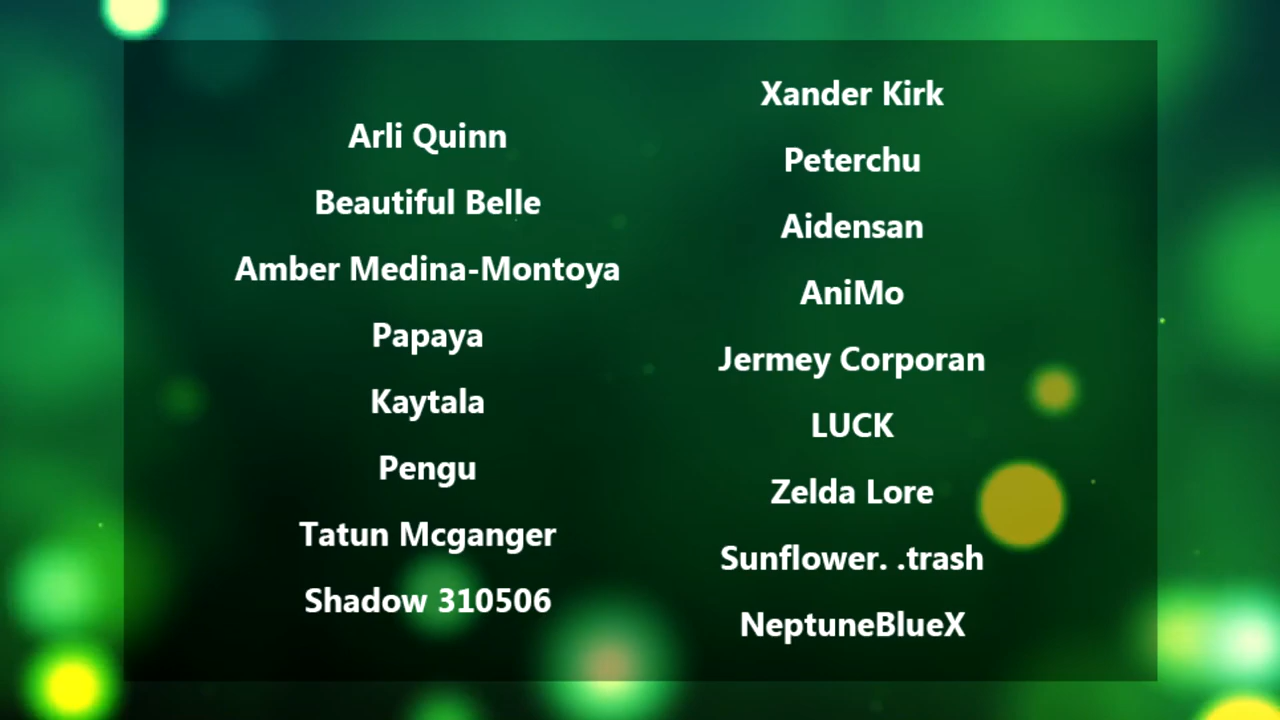 Arli Quinn
Beautiful Belle
Amber Medina-Montoya
Papaya
Kaytala
Pengu
Tatun Mcganger
Shadow 310506
Xander Kirk
Peterchu
Aidensan
AniMo
Jermey Corporan
LUCK
Zelda Lore
Sunflower. .trash
NeptuneBlueX